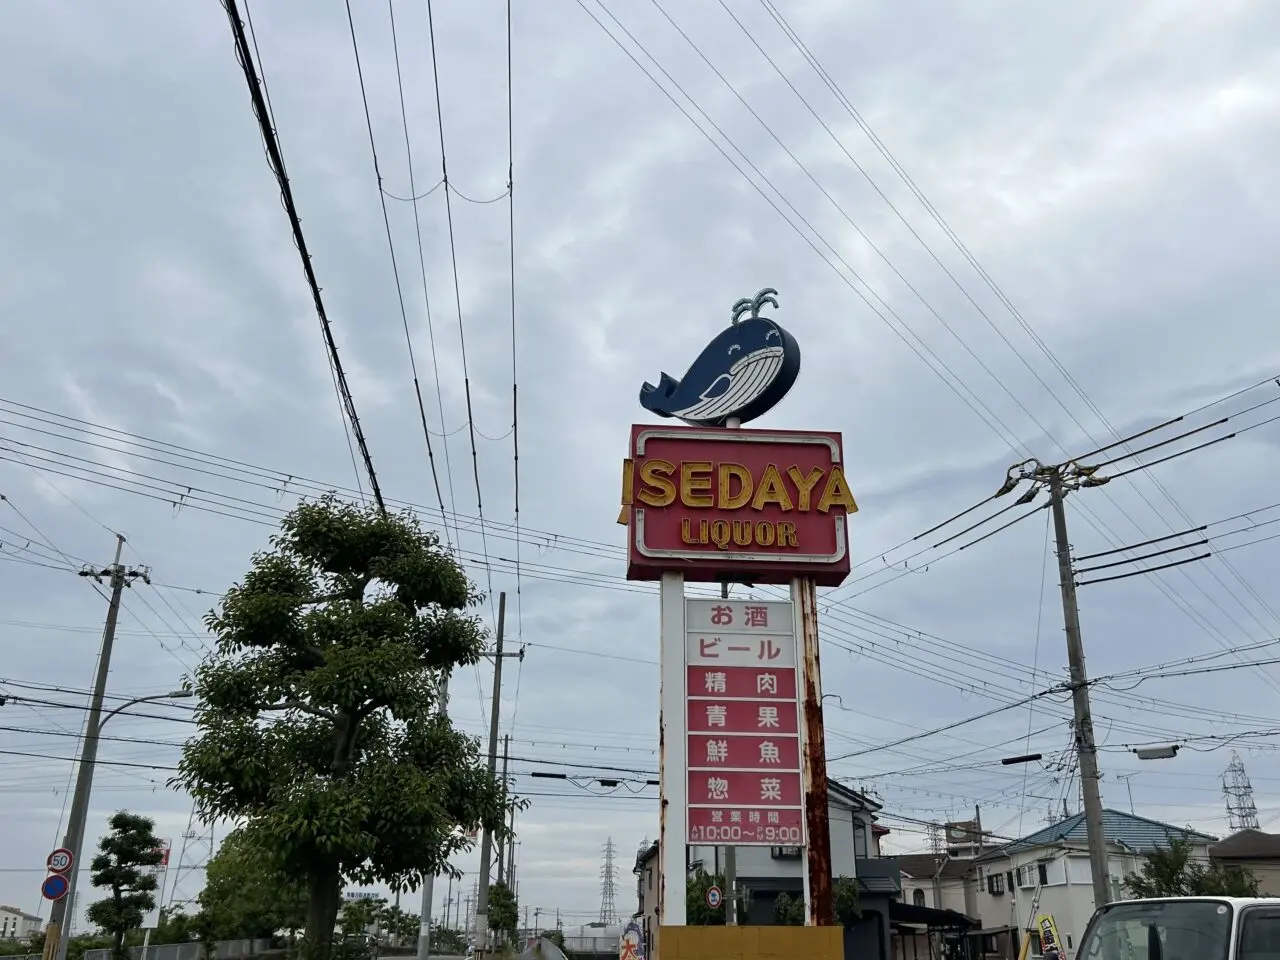 ISEDAYA
LIQUOR
お酒
ビール
精肉
青果
鮮魚
惣菜
営業時間
AM10:00~PM9:00
50
大